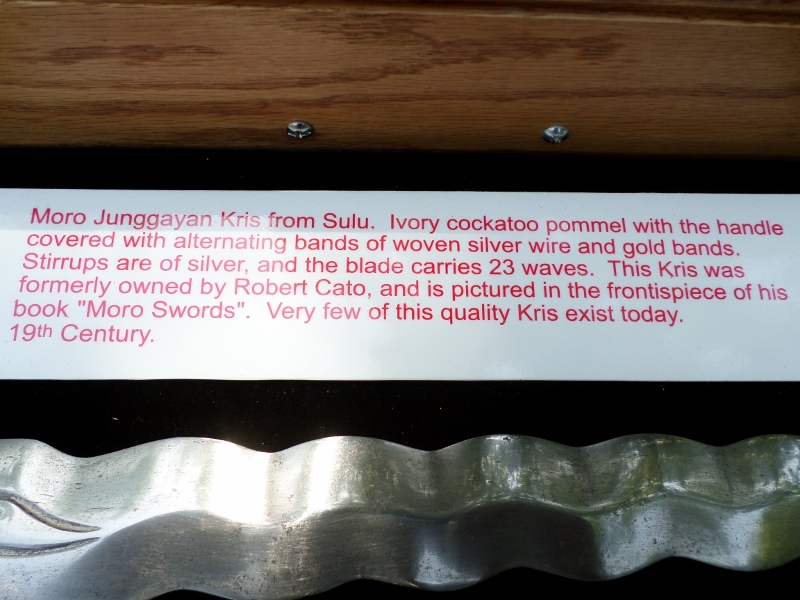 Moro Junggayan Kris from Sulu. Ivory cockatoo pommel with the handle
covered with alternating bands of woven silver wire and gold bands.
Stirrups are of silver, and the blade carries 23 waves. This Kris was
formerly owned by Robert Cato, and is pictured in the frontispiece of his
book "Moro Swords". Very few of this quality Kris exist today.
19th Century.